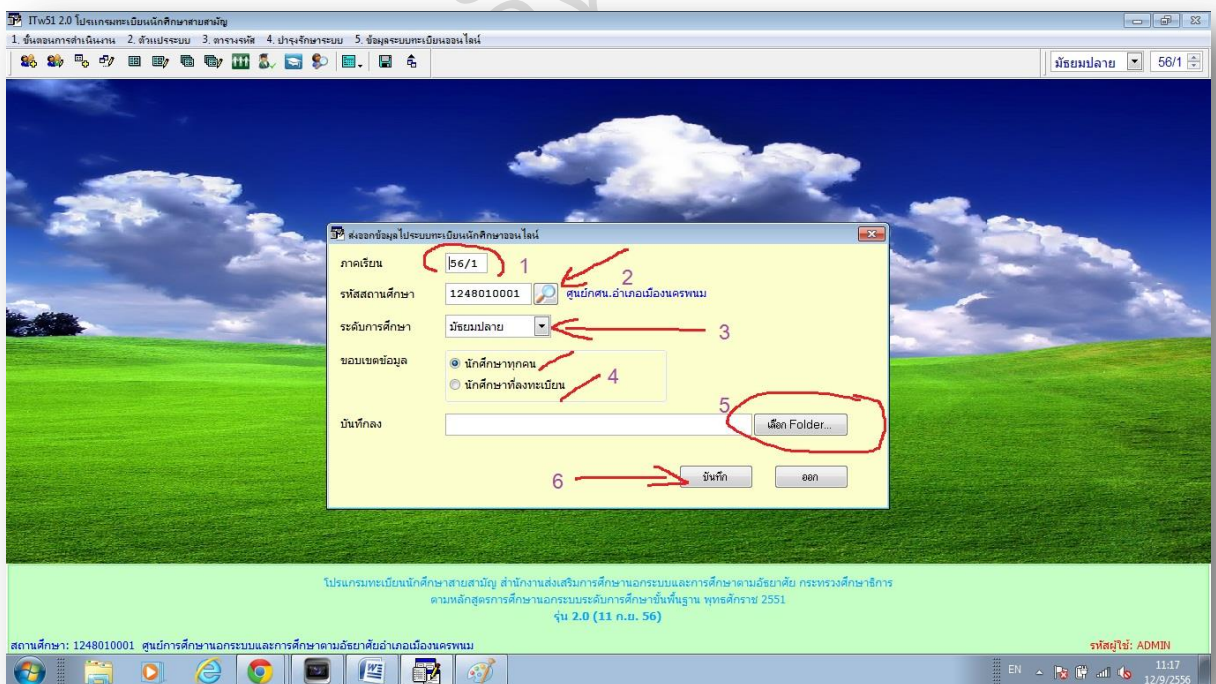 ITw51 2.0 โปรแกรมทะเบียนนักศึกษาสายสามัญ
1. ขั้นตอนการดำเนินงาน 2. ตัวแปรระบบ 3. ตารางรหัส 4. บำรุงรักษาระบบ 5. ข้อมูลระบบทะเบียนออนไลน์
มัธยมปลาย 56/1
ส่งออกข้อมูลไประบบทะเบียนนักศึกษาออนไลน์
ภาคเรียน 56/1 1
รหัสสถานศึกษา 1248010001 2 ศูนย์กศน.อำเภอเมืองนครพนม
ระดับการศึกษา มัธยมปลาย 3
ขอบเขตข้อมูล นักศึกษาทุกคน
นักศึกษาที่ลงทะเบียน 4
บันทึกลง 5 เลือก Folder...
6 บันทึก ออก
โปรแกรมทะเบียนนักศึกษาสายสามัญ สำนักงานส่งเสริมการศึกษานอกระบบและการศึกษาตามอัธยาศัย กระทรวงศึกษาธิการ
ตามหลักสูตรการศึกษานอกระบบระดับการศึกษาขั้นพื้นฐาน พุทธศักราช 2551
รุ่น 2.0 (11 ก.ย. 56)
สถานศึกษา: 1248010001 ศูนย์การศึกษานอกระบบและการศึกษาตามอัธยาศัยอำเภอเมืองนครพนม รหัสผู้ใช้: ADMIN
EN 11:17
12/9/2556